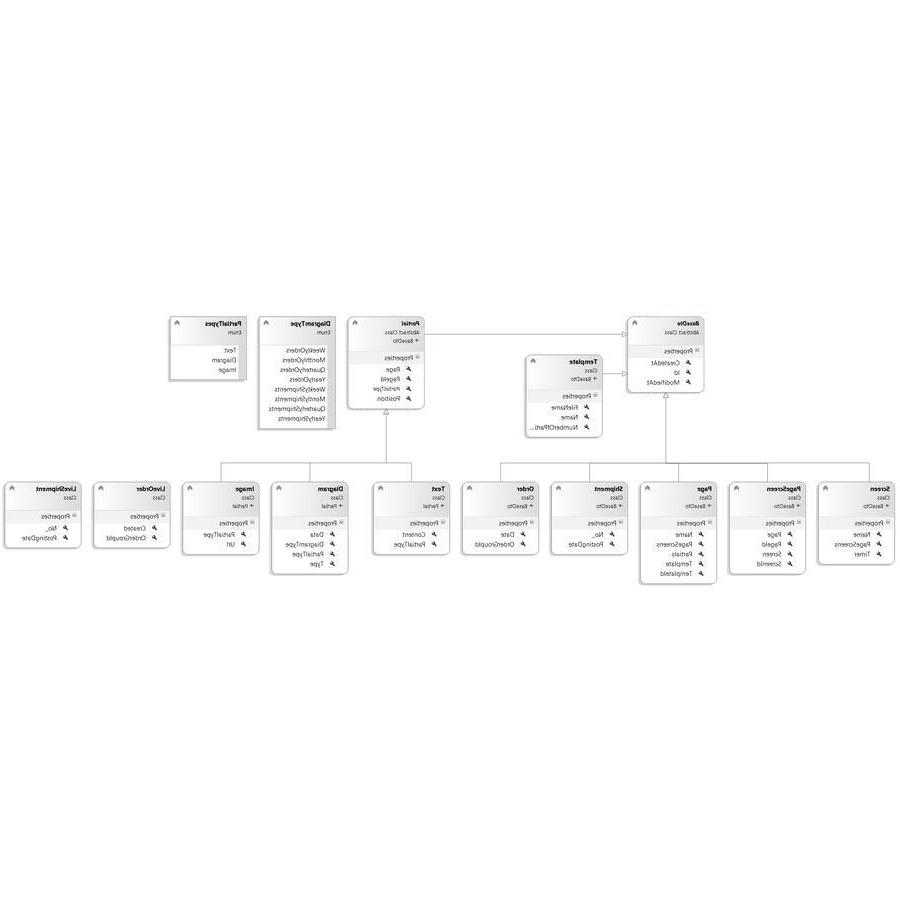 PartialTypes
Enum
Text
Diagram
Image
DiagramType
Enum
WeeklyOrders
MonthlyOrders
QuarterlyOrders
YearlyOrders
WeeklyShipments
MonthlyShipments
QuarterlyShipments
YearlyShipments
Partial
Abstract Class
→ BaseDto
Properties
Page
PageId
PartialType
Position
Template
Class
→ BaseDto
Properties
FileName
Name
NumberOfParti...
BaseDto
Abstract Class
Properties
CreatedAt
Id
ModifiedAt
LiveShipment
Class
Properties
No_
PostingDate
LiveOrder
Class
Properties
Created
OrderGroupId
Image
Class
→ Partial
Properties
PartialType
Url
Diagram
Class
→ Partial
Properties
Data
DiagramType
PartialType
Type
Text
Class
→ Partial
Properties
Content
PartialType
Order
Class
→ BaseDto
Properties
Date
OrderGroupId
Shipment
Class
→ BaseDto
Properties
No_
PostingDate
Page
Class
→ BaseDto
Properties
Name
PageScreens
Partials
Template
TemplateId
PageScreen
Class
→ BaseDto
Properties
Page
PageId
Screen
ScreenId
Screen
Class
→ BaseDto
Properties
Name
PageScreens
Timer